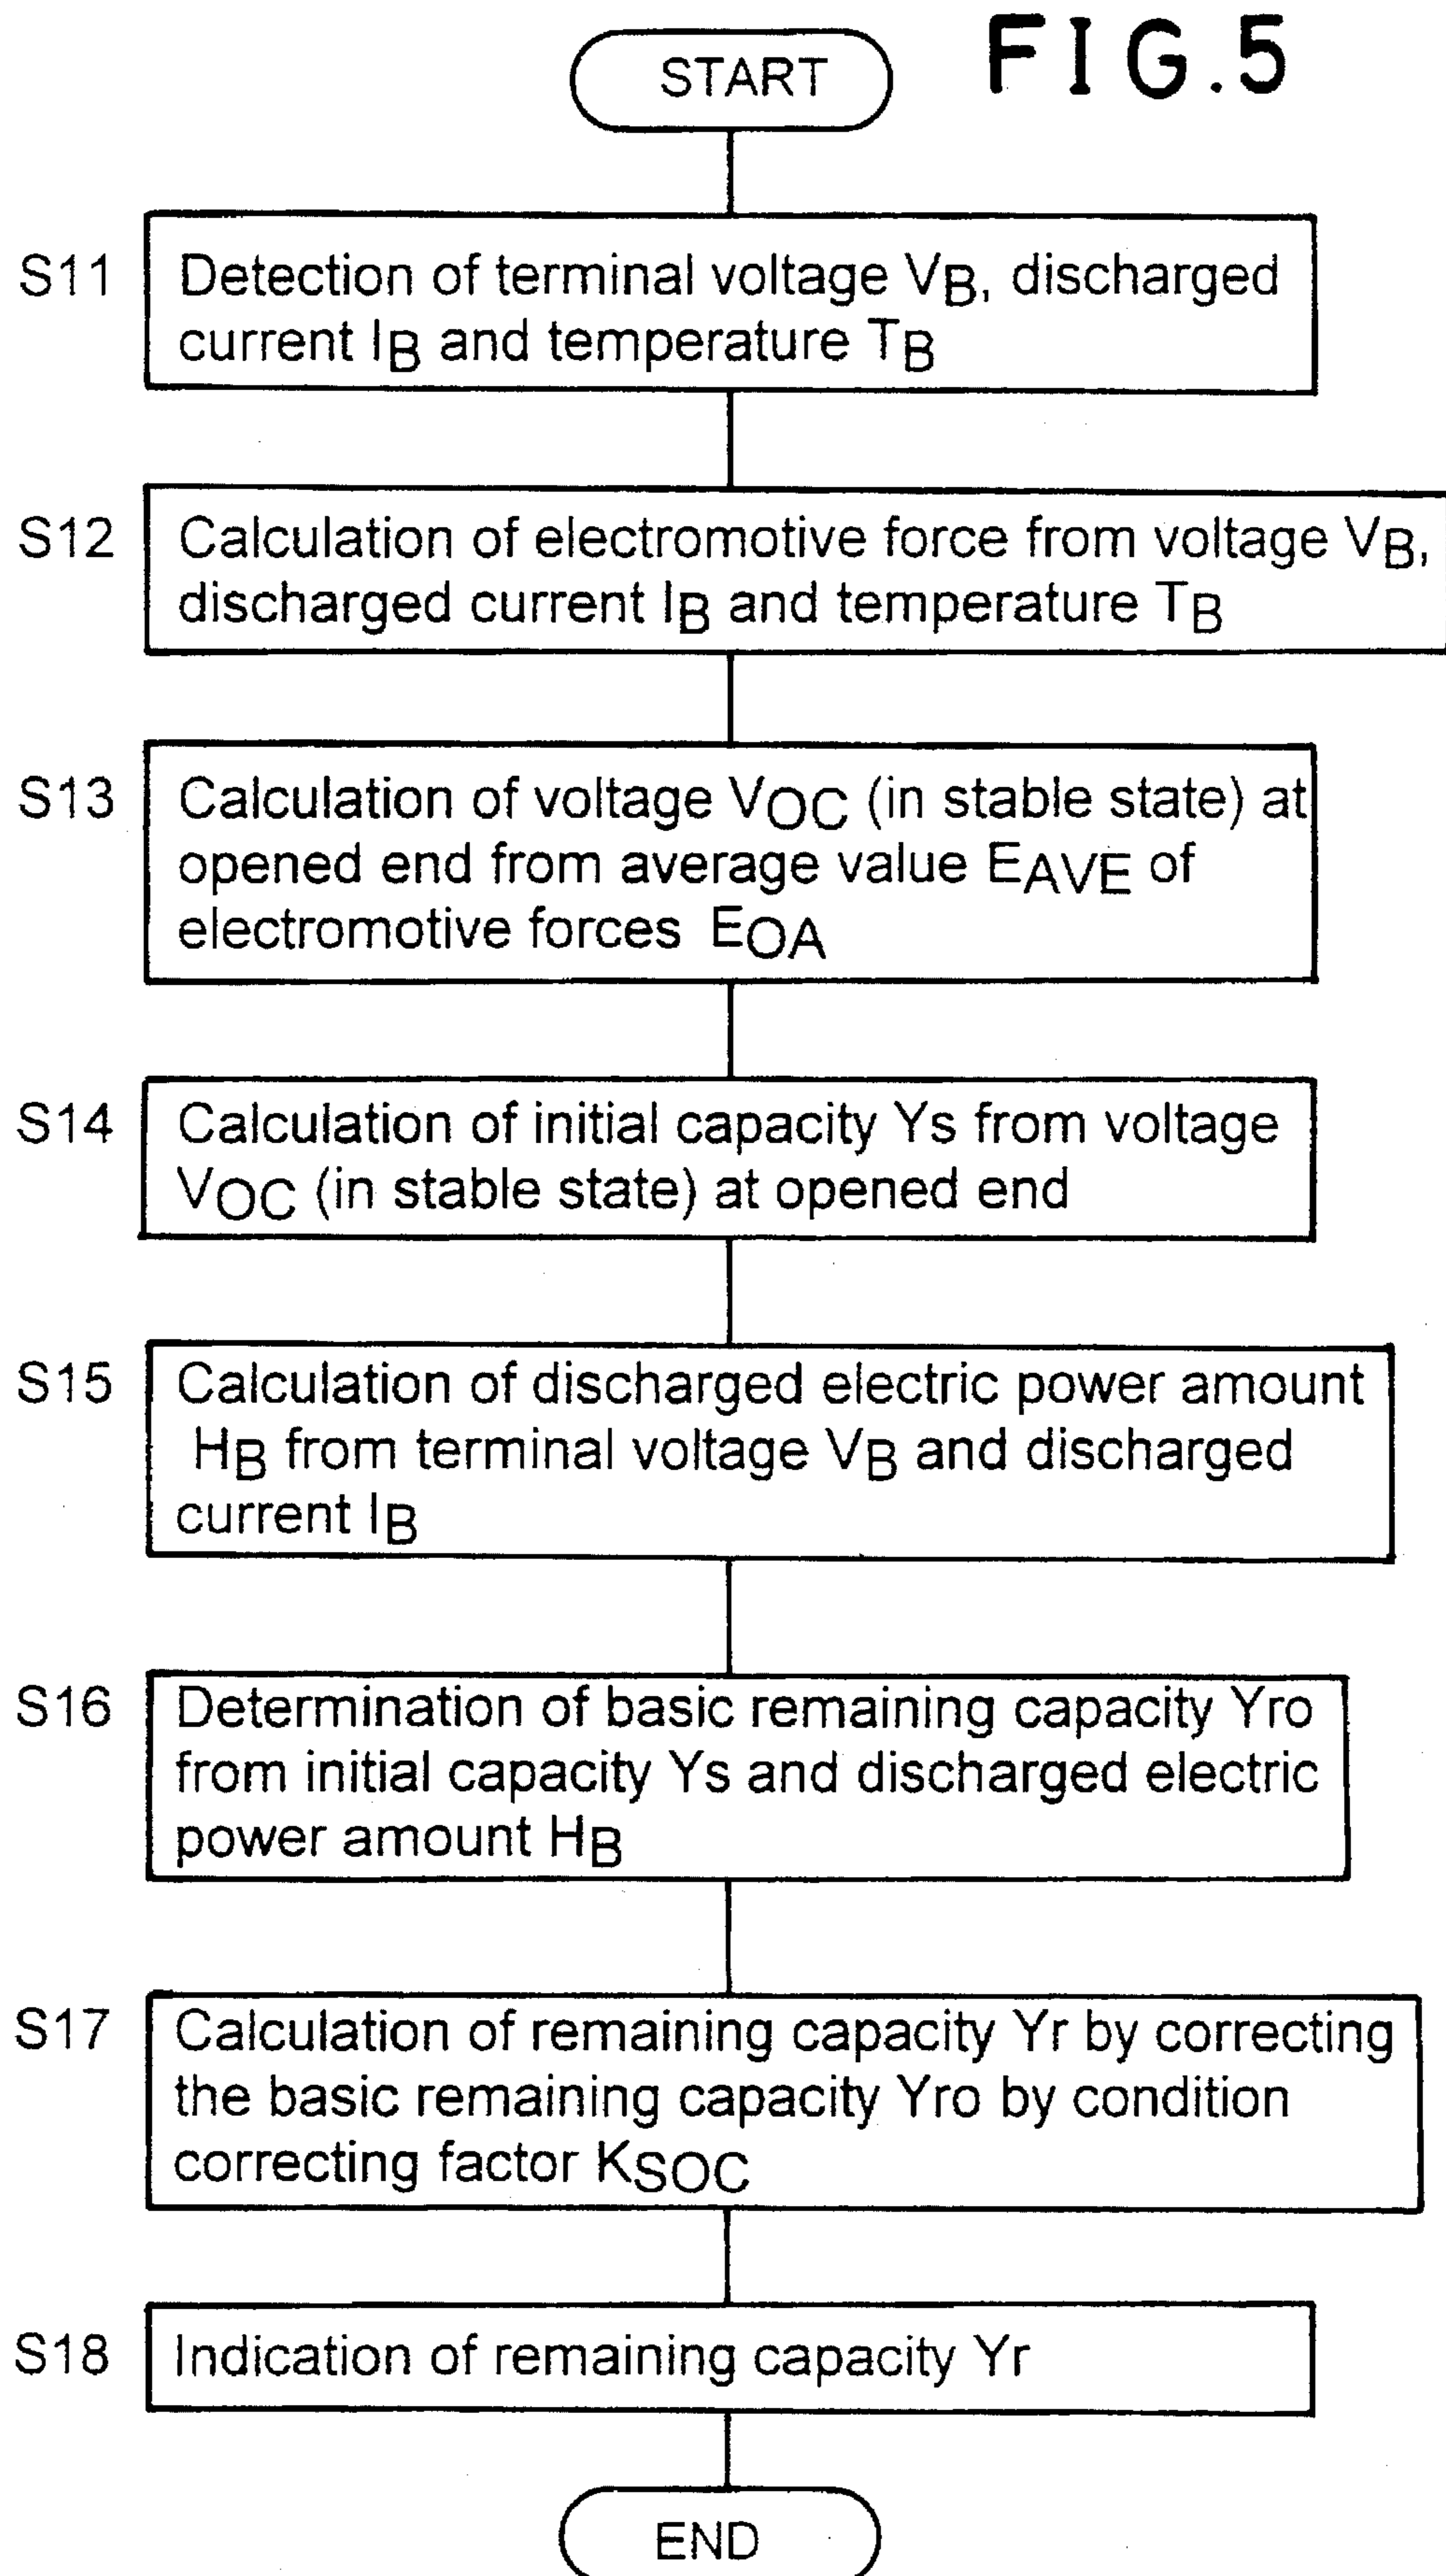 FIG.5
START
S11
Detection of terminal voltage VB, discharged
current IB and temperature TB
S12
Calculation of electromotive force from voltage VB,
discharged current IB and temperature TB
S13
Calculation of voltage VOC (in stable state) at
opened end from average value EAVE of
electromotive forces EOA
S14
Calculation of initial capacity Ys from voltage
VOC (in stable state) at opened end
S15
Calculation of discharged electric power amount
HB from terminal voltage VB and discharged
current IB
S16
Determination of basic remaining capacity Yro
from initial capacity Ys and discharged electric
power amount HB
S17
Calculation of remaining capacity Yr by correcting
the basic remaining capacity Yro by condition
correcting factor KSOC
S18
Indication of remaining capacity Yr
END